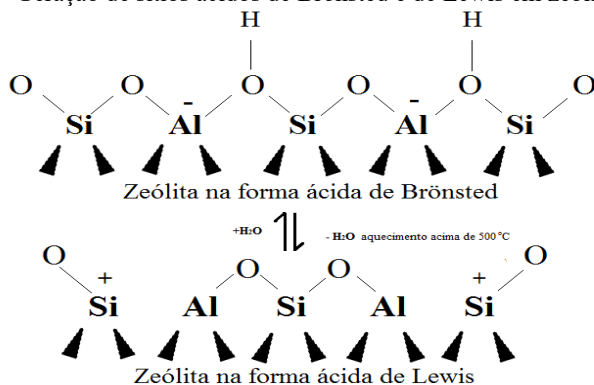 H H
O O O O O O
- -
Si Al Si Al Si
Zeólita na forma ácida de Brönsted
+H2O - H2O aquecimento acima de 500 °C
O O O O
+ +
Si Al Si Al Si
Zeólita na forma ácida de Lewis